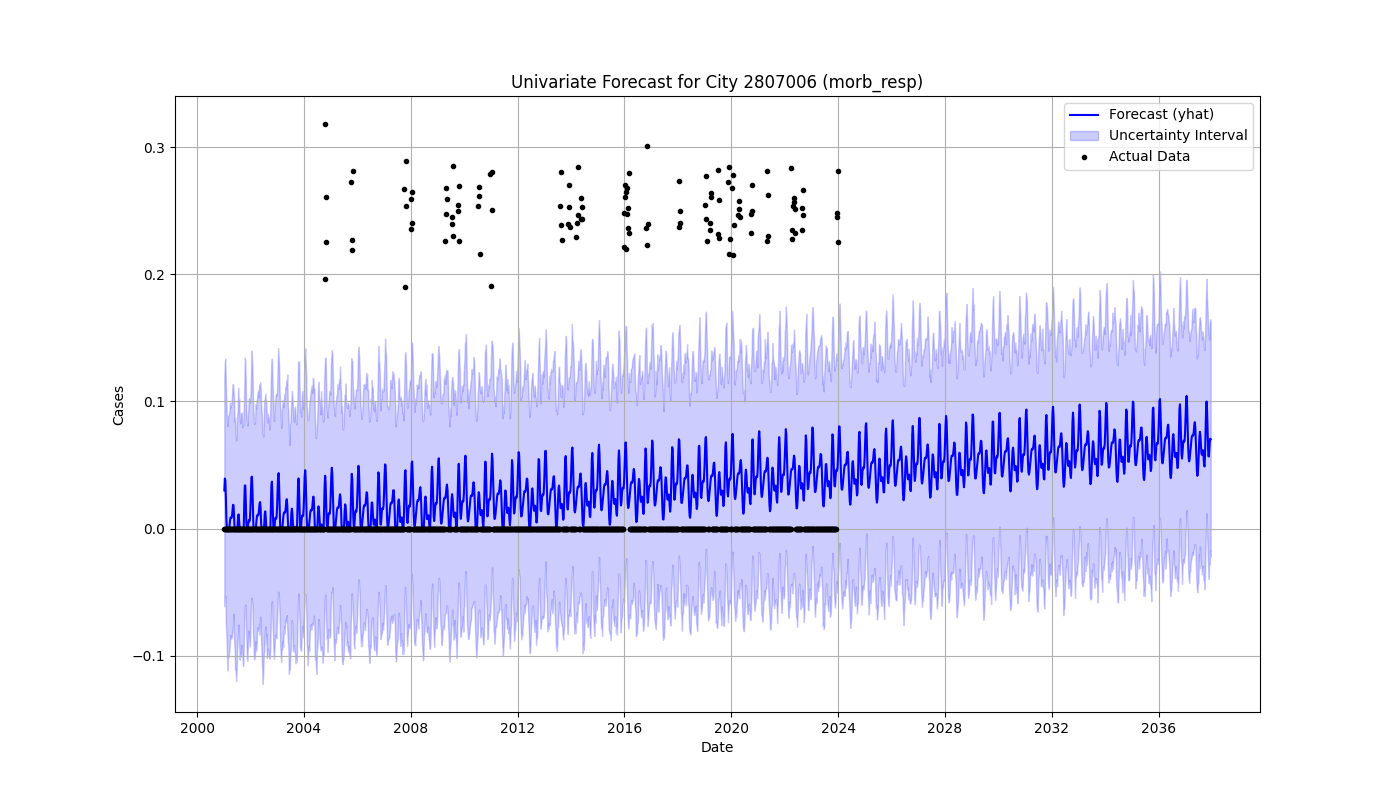 Univariate Forecast for City 2807006 (morb_resp)
Forecast (yhat)
Uncertainty Interval
Actual Data
Cases
0.3
0.2
0.1
0.0
−0.1
2000 2004 2008 2012 2016 2020 2024 2028 2032 2036
Date